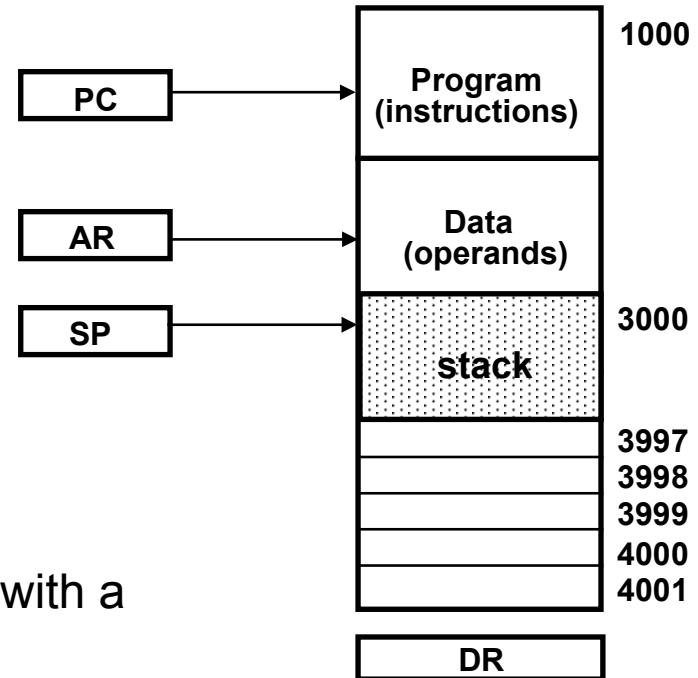 1000
PC
Program
(instructions)
AR
Data
(operands)
SP
3000
stack
3997
3998
3999
4000
4001
with a
DR